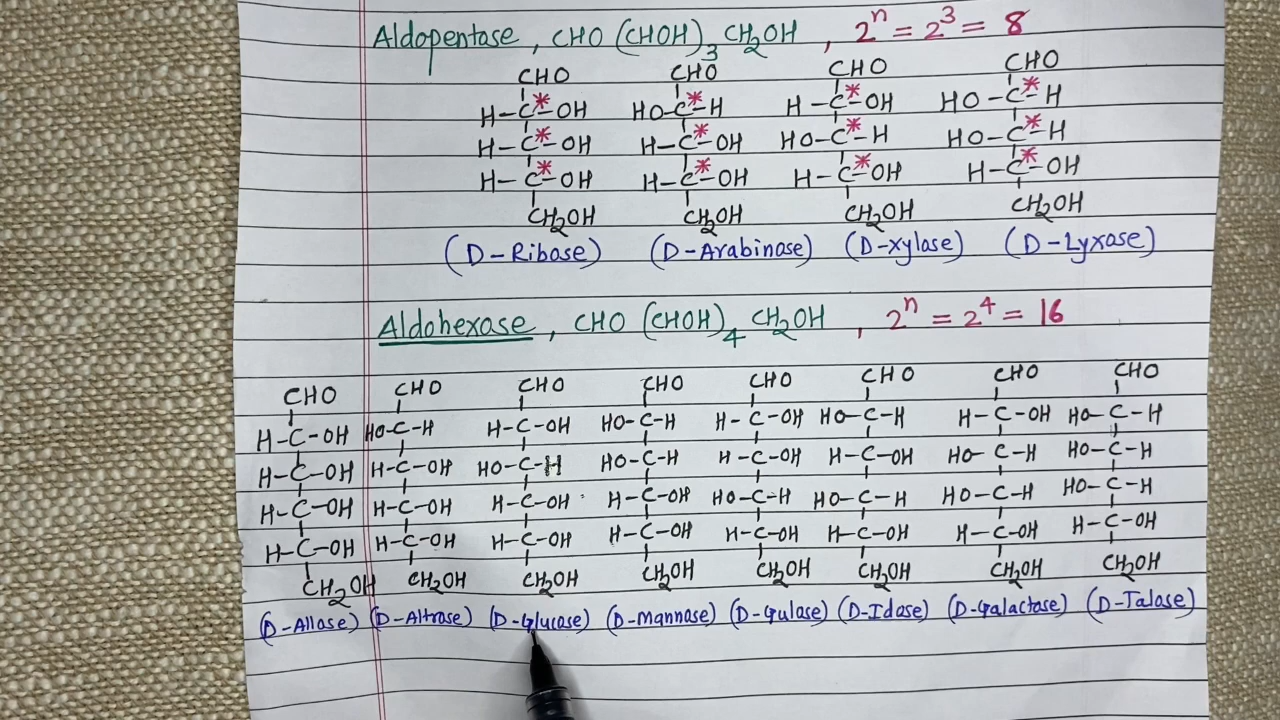 Aldopentose, CHO (CHOH)3 CH2OH, 2^n = 2^3 = 8
CHO CHO CHO CHO
H-C*-OH HO-C*-H H-C*-OH HO-C*-H
H-C*-OH H-C*-OH HO-C*-H HO-C*-H
H-C*-OH H-C*-OH H-C*-OH H-C*-OH
CH2OH CH2OH CH2OH CH2OH
(D-Ribose) (D-Arabinose) (D-xylose) (D-Lyxose)
Aldohexose, CHO (CHOH)4 CH2OH, 2^n = 2^4 = 16
CHO CHO CHO CHO CHO CHO CHO CHO
H-C-OH HO-C-H H-C-OH HO-C-H H-C-OH HO-C-H H-C-OH HO-C-H
H-C-OH H-C-OH HO-C-H HO-C-H H-C-OH H-C-OH HO-C-H HO-C-H
H-C-OH H-C-OH H-C-OH H-C-OH HO-C-H HO-C-H HO-C-H HO-C-H
H-C-OH H-C-OH H-C-OH H-C-OH H-C-OH H-C-OH H-C-OH H-C-OH
CH2OH CH2OH CH2OH CH2OH CH2OH CH2OH CH2OH CH2OH
(D-Allose) (D-Altrose) (D-Glucose) (D-Mannose) (D-Gulose) (D-Idose) (D-Galactose) (D-Talose)